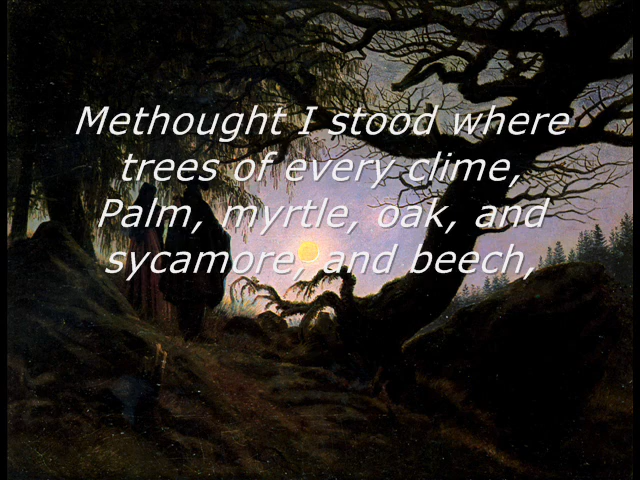 Methought I stood where
trees of every clime,
Palm, myrtle, oak, and
sycamore, and beech,